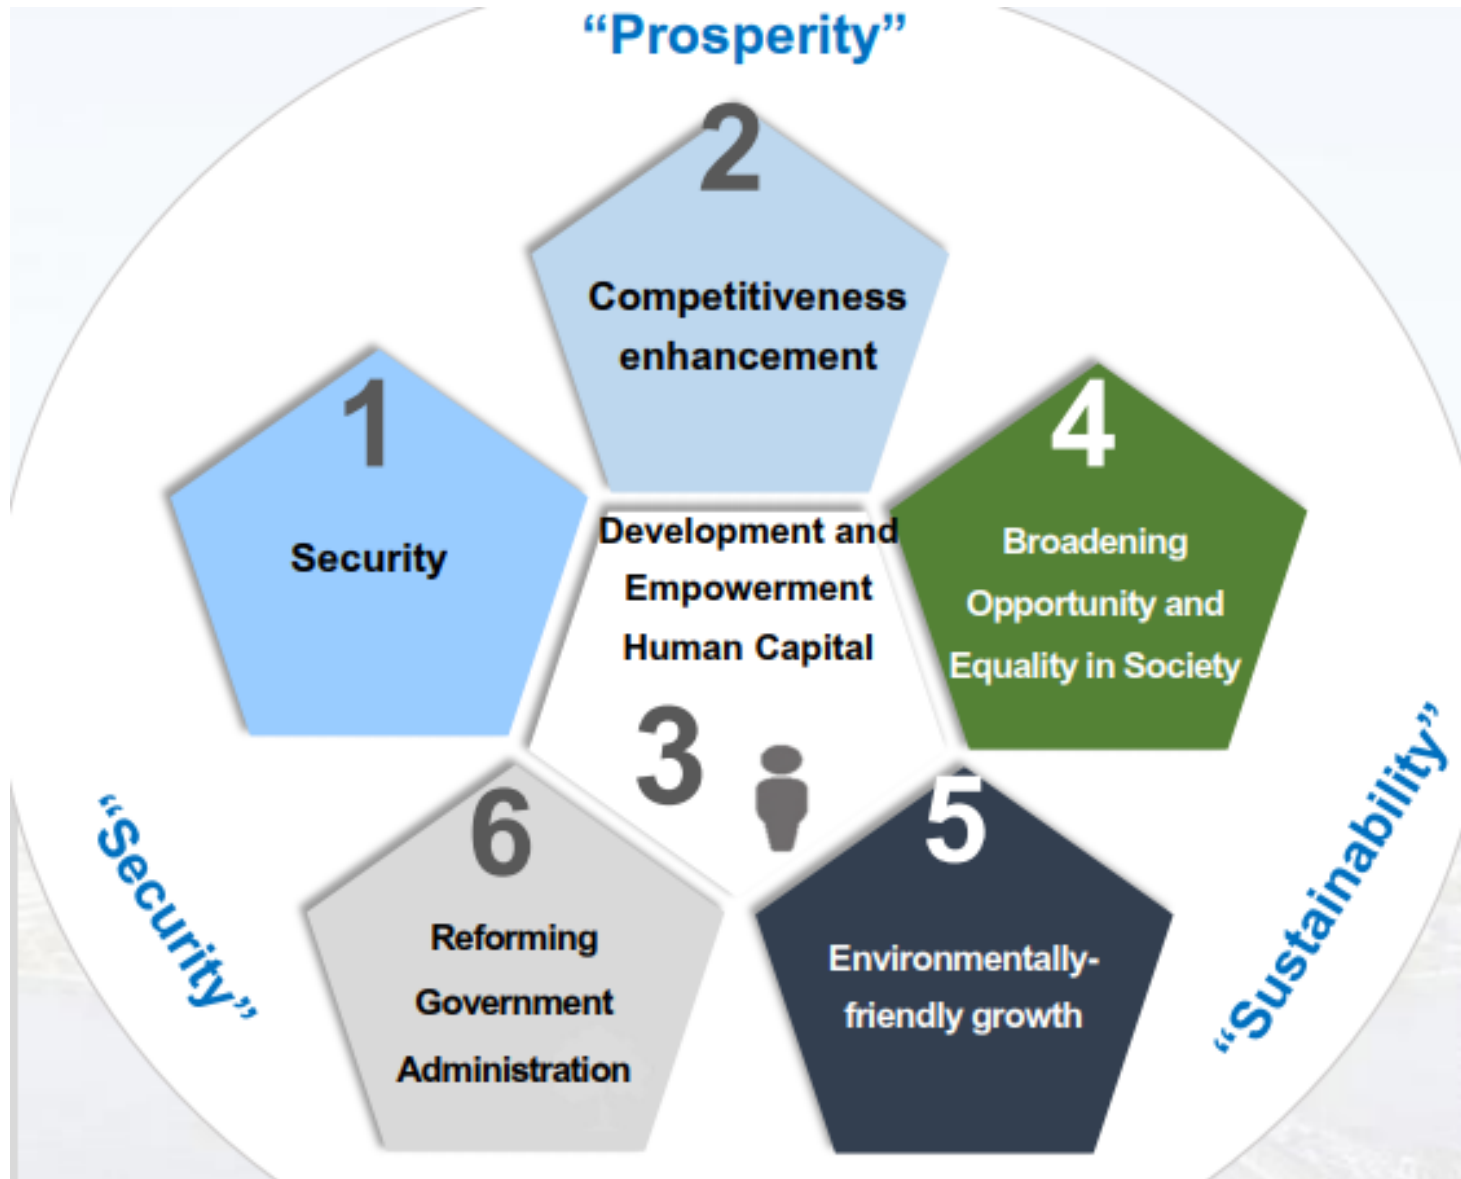 “Prosperity”
2
Competitiveness
enhancement
1
Security
4
Broadening
Opportunity and
Equality in Society
Development and
Empowerment
Human Capital
3
6
Reforming
Government
Administration
5
Environmentally-
friendly growth
“Security”
“Sustainability”